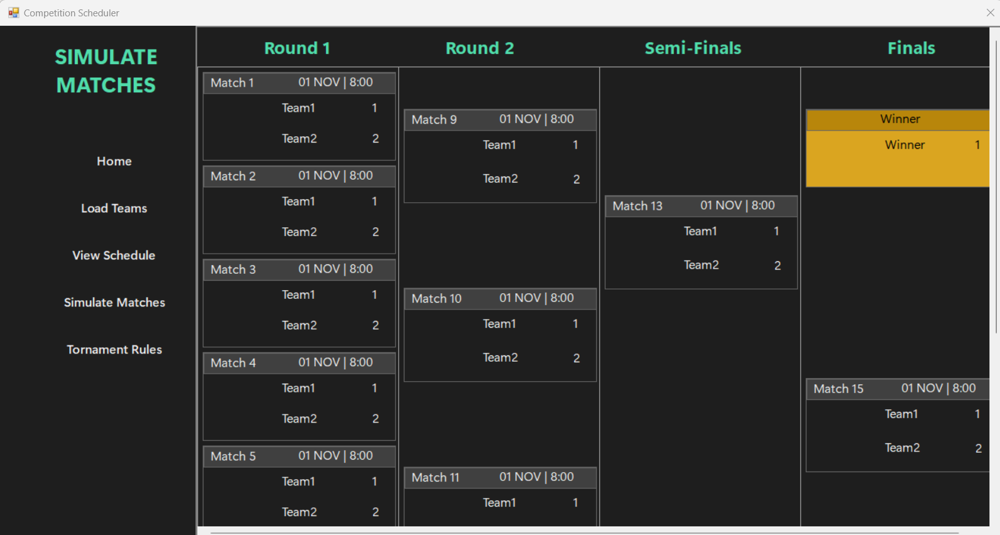 Competition Scheduler
SIMULATE
MATCHES
Home
Load Teams
View Schedule
Simulate Matches
Tornament Rules
Round 1
Round 2
Semi-Finals
Finals
Match 1 01 NOV | 8:00
Team1 1
Team2 2
Match 2 01 NOV | 8:00
Team1 1
Team2 2
Match 3 01 NOV | 8:00
Team1 1
Team2 2
Match 4 01 NOV | 8:00
Team1 1
Team2 2
Match 5 01 NOV | 8:00
Team1 1
Team2 2
Match 9 01 NOV | 8:00
Team1 1
Team2 2
Match 10 01 NOV | 8:00
Team1 1
Team2 2
Match 11 01 NOV | 8:00
Team1 1
Match 13 01 NOV | 8:00
Team1 1
Team2 2
Winner
Winner 1
Match 15 01 NOV | 8:00
Team1 1
Team2 2